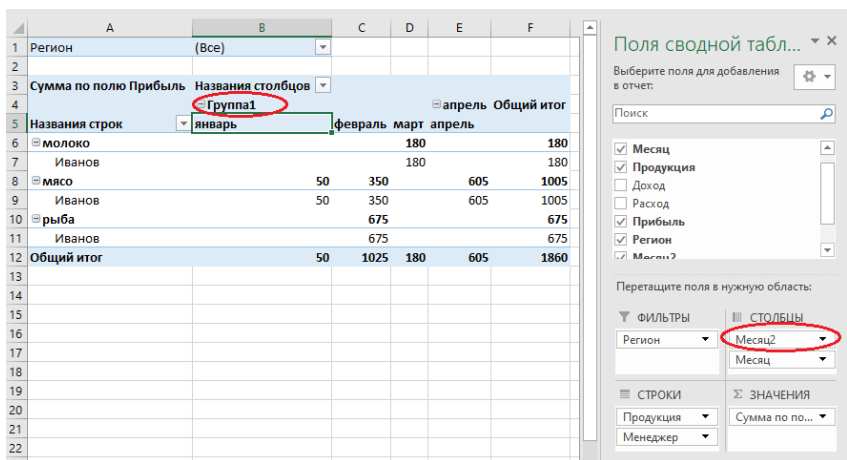 A B C D E F
1 Регион (Все)
2
3 Сумма по полю Прибыль Названия столбцов
4 Группа1 апрель Общий итог
5 Названия строк январь февраль март апрель
6 молоко 180 180
7 Иванов 180 180
8 мясо 50 350 605 1005
9 Иванов 50 350 605 1005
10 рыба 675 675
11 Иванов 675 675
12 Общий итог 50 1025 180 605 1860
13
14
15
16
17
18
19
20
21
22
Поля сводной табл...
Выберите поля для добавления
в отчет:
Поиск
Месяц
Продукция
Доход
Расход
Прибыль
Регион
Месяц2
Перетащите поля в нужную область:
ФИЛЬТРЫ
Регион
СТОЛБЦЫ
Месяц2
Месяц
СТРОКИ
Продукция
Менеджер
Σ ЗНАЧЕНИЯ
Сумма по по...